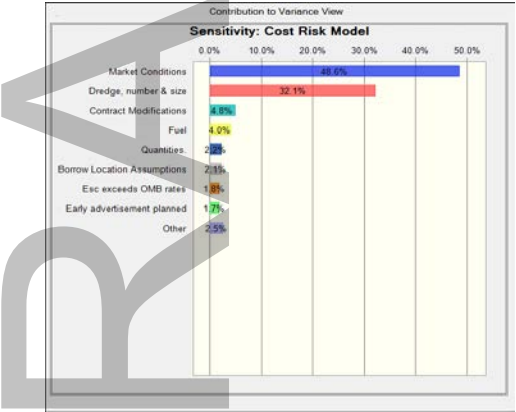 Contribution to Variance View
Sensitivity: Cost Risk Model
0.0% 10.0% 20.0% 30.0% 40.0% 50.0%
Market Conditions 48.6%
Dredge, number & size 32.1%
Contract Modifications 4.8%
Fuel 4.0%
Quantities. 2.2%
Borrow Location Assumptions 2.1%
Esc exceeds OMB rates 1.8%
Early advertisement planned 1.7%
Other 2.5%
RA